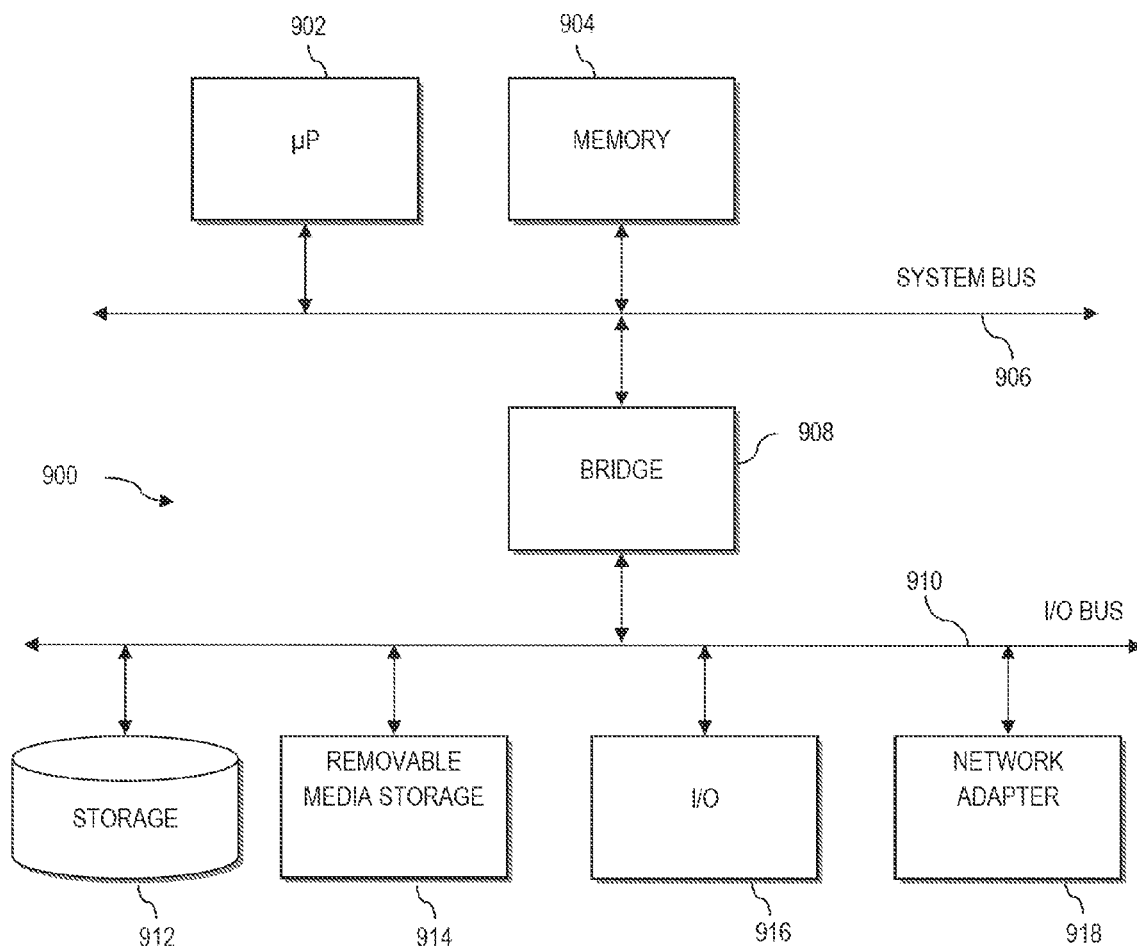 902
904
µP
MEMORY
SYSTEM BUS
906
908
BRIDGE
900
910
I/O BUS
REMOVABLE
MEDIA STORAGE
NETWORK
ADAPTER
STORAGE
I/O
912
914
916
918